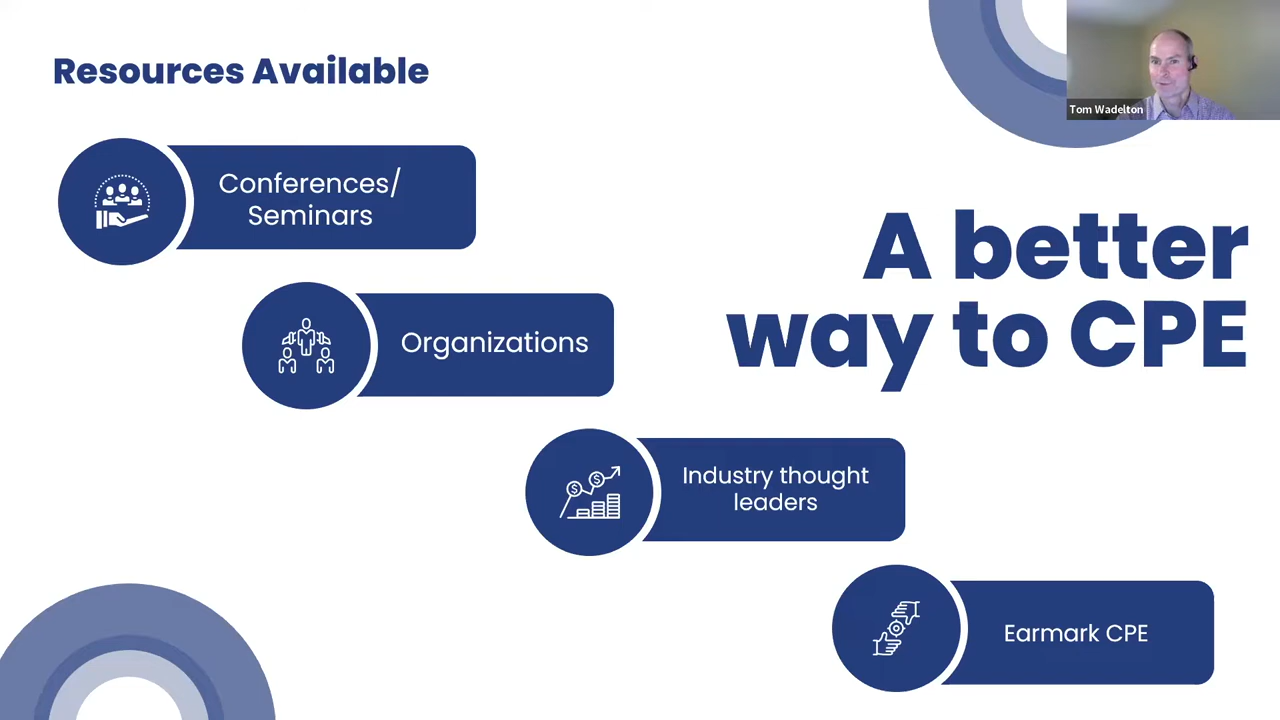 Resources Available
Tom Wadelton
Conferences/
Seminars
A better
way to CPE
Organizations
Industry thought
leaders
Earmark CPE